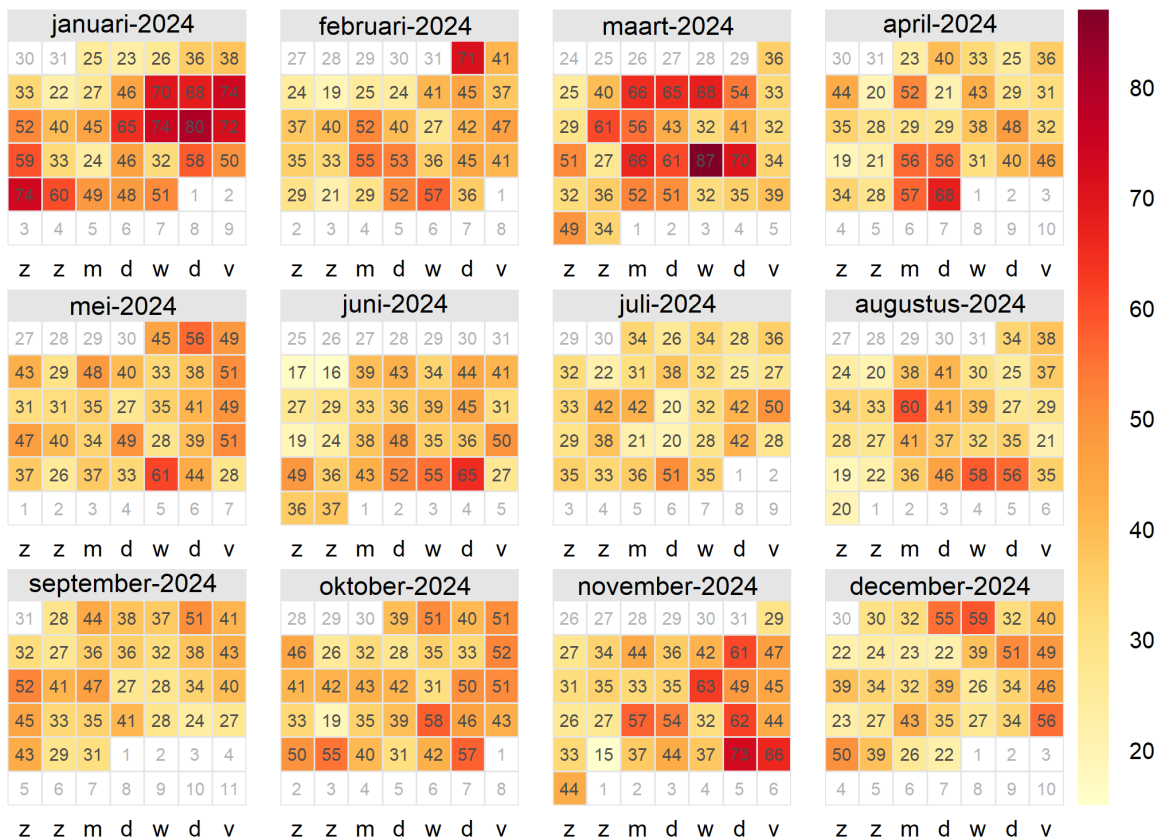 januari-2024 februari-2024 maart-2024 april-2024
30 31 25 23 26 36 38 27 28 29 30 31 71 41 24 25 26 27 28 29 36 30 31 23 40 33 25 36
33 22 27 46 70 68 74 24 19 25 24 41 45 37 25 40 66 65 68 54 33 44 20 52 21 43 29 31 80
52 40 45 65 74 80 72 37 40 52 40 27 42 47 29 61 56 43 32 41 32 35 28 29 29 38 48 32
59 33 24 46 32 58 50 35 33 55 53 36 45 41 51 27 66 61 87 70 34 19 21 56 56 31 40 46
74 60 49 48 51 1 2 29 21 29 52 57 36 1 32 36 52 51 32 35 39 34 28 57 68 1 2 3 70
3 4 5 6 7 8 9 2 3 4 5 6 7 8 49 34 1 2 3 4 5 4 5 6 7 8 9 10
z z m d w d v z z m d w d v z z m d w d v z z m d w d v
mei-2024 juni-2024 juli-2024 augustus-2024 60
27 28 29 30 45 56 49 25 26 27 28 29 30 31 29 30 34 26 34 28 36 27 28 29 30 31 34 38
43 29 48 40 33 38 51 17 16 39 43 34 44 41 32 22 31 38 32 25 27 24 20 38 41 30 25 37
31 31 35 27 35 41 49 27 29 33 36 39 45 31 33 42 42 20 32 42 50 34 33 60 41 39 27 29 50
47 40 34 49 28 39 51 19 24 38 48 35 36 50 29 38 21 20 28 42 28 28 27 41 37 32 35 21
37 26 37 33 61 44 28 49 36 43 52 55 65 27 35 33 36 51 35 1 2 19 22 36 46 58 56 35
1 2 3 4 5 6 7 36 37 1 2 3 4 5 3 4 5 6 7 8 9 20 1 2 3 4 5 6 40
z z m d w d v z z m d w d v z z m d w d v z z m d w d v
september-2024 oktober-2024 november-2024 december-2024
31 28 44 38 37 51 41 28 29 30 39 51 40 51 26 27 28 29 30 31 29 30 30 32 55 59 32 40
32 27 36 36 32 38 43 46 26 32 28 35 33 52 27 34 44 36 42 61 47 22 24 23 22 39 51 49 30
52 41 47 27 28 34 40 41 42 43 42 31 50 51 31 35 33 35 63 49 45 39 34 32 39 26 34 46
45 33 35 41 28 24 27 33 19 35 39 58 46 43 26 27 57 54 32 62 44 23 27 43 35 27 34 56
43 29 31 1 2 3 4 50 55 40 31 42 57 1 33 15 37 44 37 73 66 50 39 26 22 1 2 3 20
5 6 7 8 9 10 11 2 3 4 5 6 7 8 44 1 2 3 4 5 6 4 5 6 7 8 9 10
z z m d w d v z z m d w d v z z m d w d v z z m d w d v